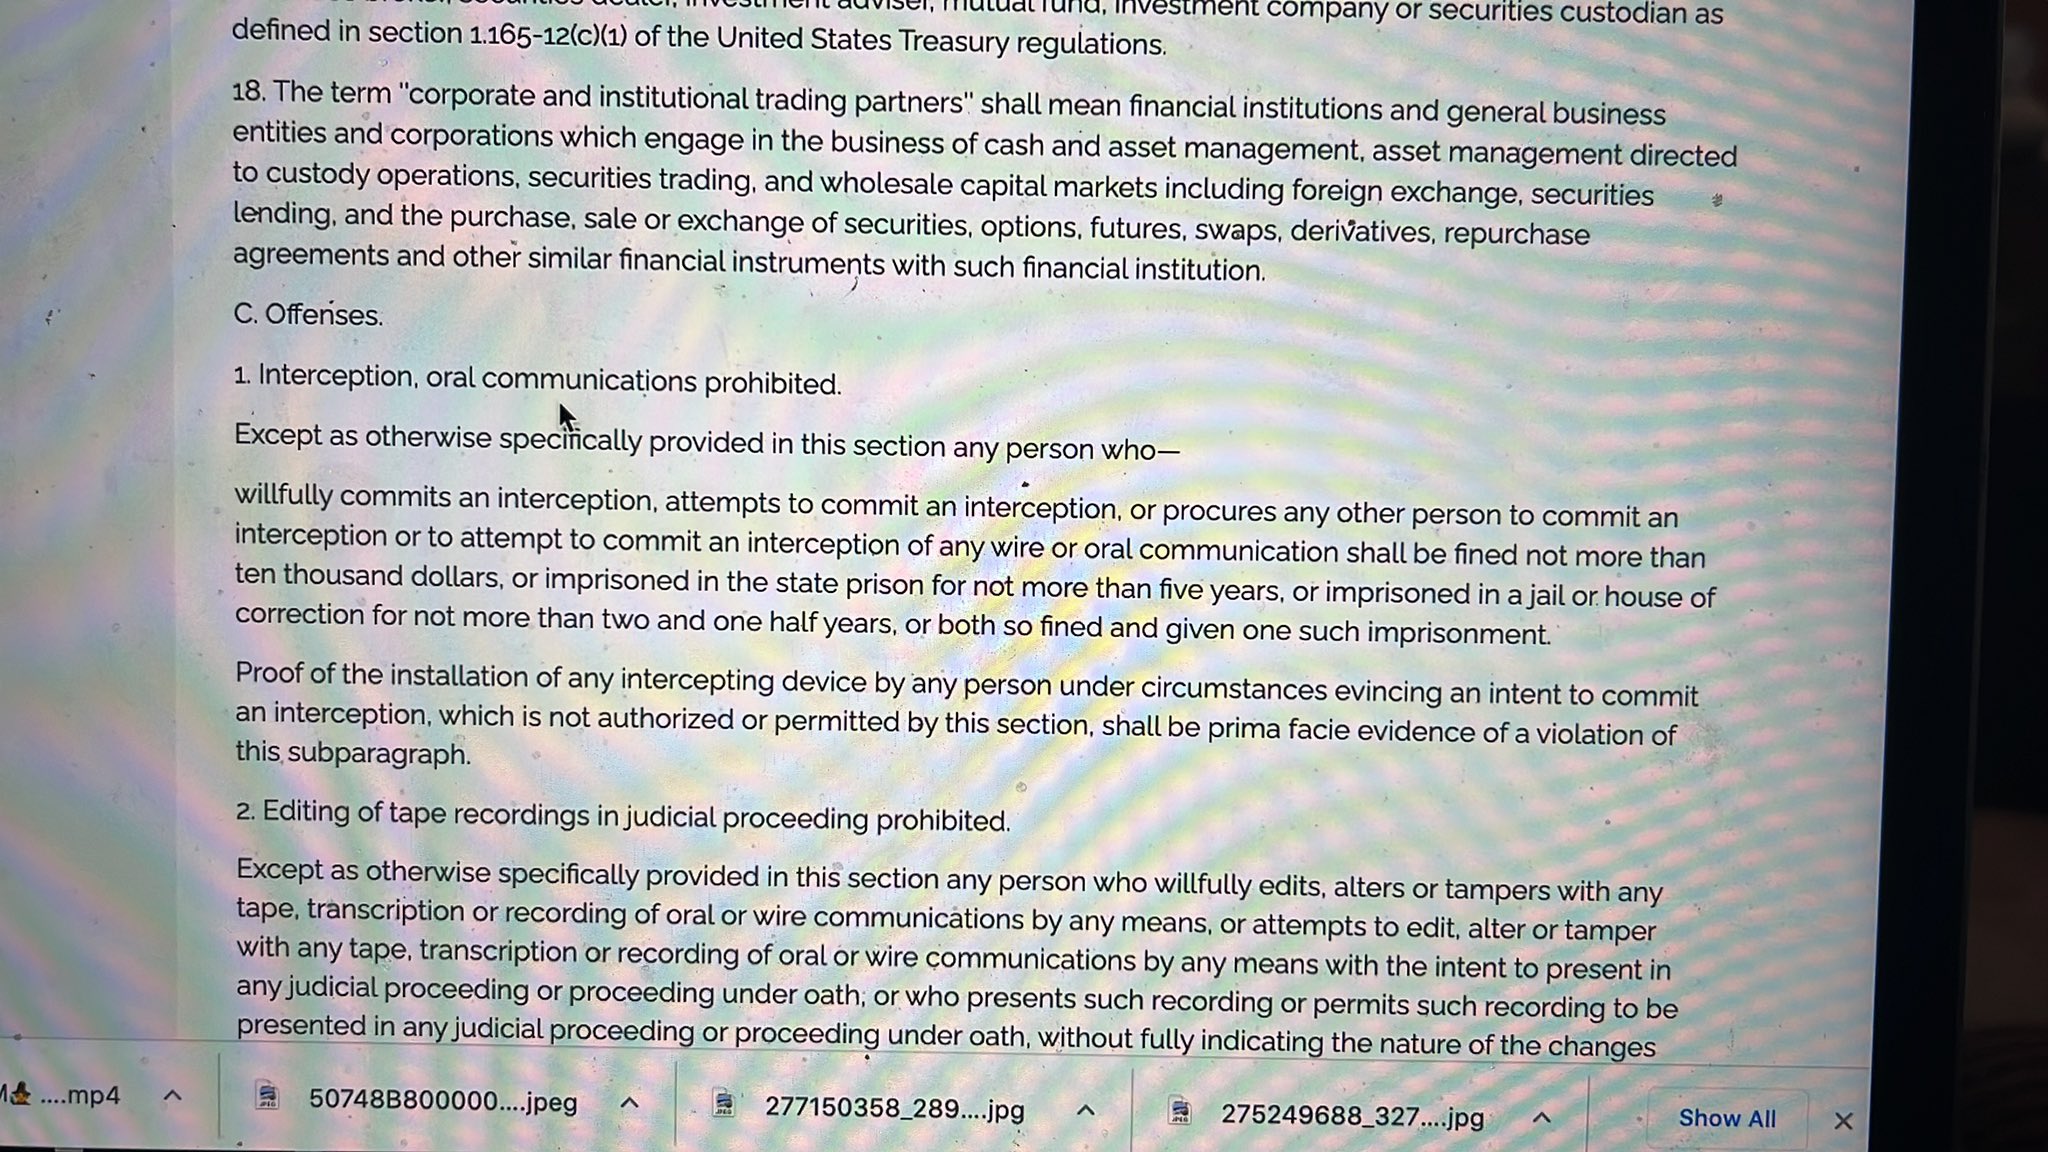 investment adviser, mutual fund, investment company or securities custodian as
defined in section 1.165-12(c)(1) of the United States Treasury regulations.
18. The term "corporate and institutional trading partners" shall mean financial institutions and general business
entities and corporations which engage in the business of cash and asset management, asset management directed
to custody operations, securities trading, and wholesale capital markets including foreign exchange, securities
lending, and the purchase, sale or exchange of securities, options, futures, swaps, derivatives, repurchase
agreements and other similar financial instruments with such financial institution.
C. Offenses.
1. Interception, oral communications prohibited.
Except as otherwise specifically provided in this section any person who—
willfully commits an interception, attempts to commit an interception, or procures any other person to commit an
interception or to attempt to commit an interception of any wire or oral communication shall be fined not more than
ten thousand dollars, or imprisoned in the state prison for not more than five years, or imprisoned in a jail or house of
correction for not more than two and one half years, or both so fined and given one such imprisonment.
Proof of the installation of any intercepting device by any person under circumstances evincing an intent to commit
an interception, which is not authorized or permitted by this section, shall be prima facie evidence of a violation of
this subparagraph.
2. Editing of tape recordings in judicial proceeding prohibited.
Except as otherwise specifically provided in this section any person who willfully edits, alters or tampers with any
tape, transcription or recording of oral or wire communications by any means, or attempts to edit, alter or tamper
with any tape, transcription or recording of oral or wire communications by any means with the intent to present in
any judicial proceeding or proceeding under oath, or who presents such recording or permits such recording to be
presented in any judicial proceeding or proceeding under oath, without fully indicating the nature of the changes
....mp4
50748B800000....jpeg
277150358_289....jpg
275249688_327....jpg
Show All